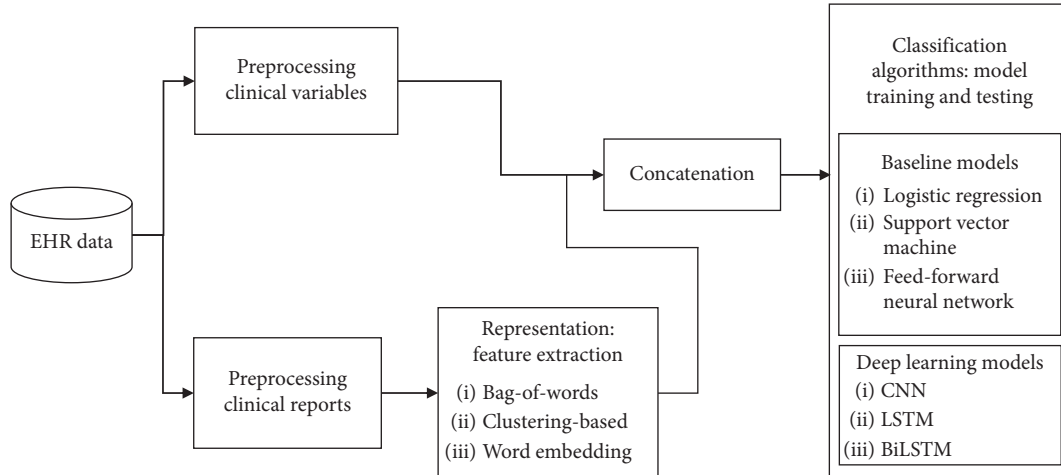 EHR data
Preprocessing
clinical variables
Preprocessing
clinical reports
Representation:
feature extraction
(i) Bag-of-words
(ii) Clustering-based
(iii) Word embedding
Concatenation
Classification
algorithms: model
training and testing
Baseline models
(i) Logistic regression
(ii) Support vector
machine
(iii) Feed-forward
neural network
Deep learning models
(i) CNN
(ii) LSTM
(iii) BiLSTM